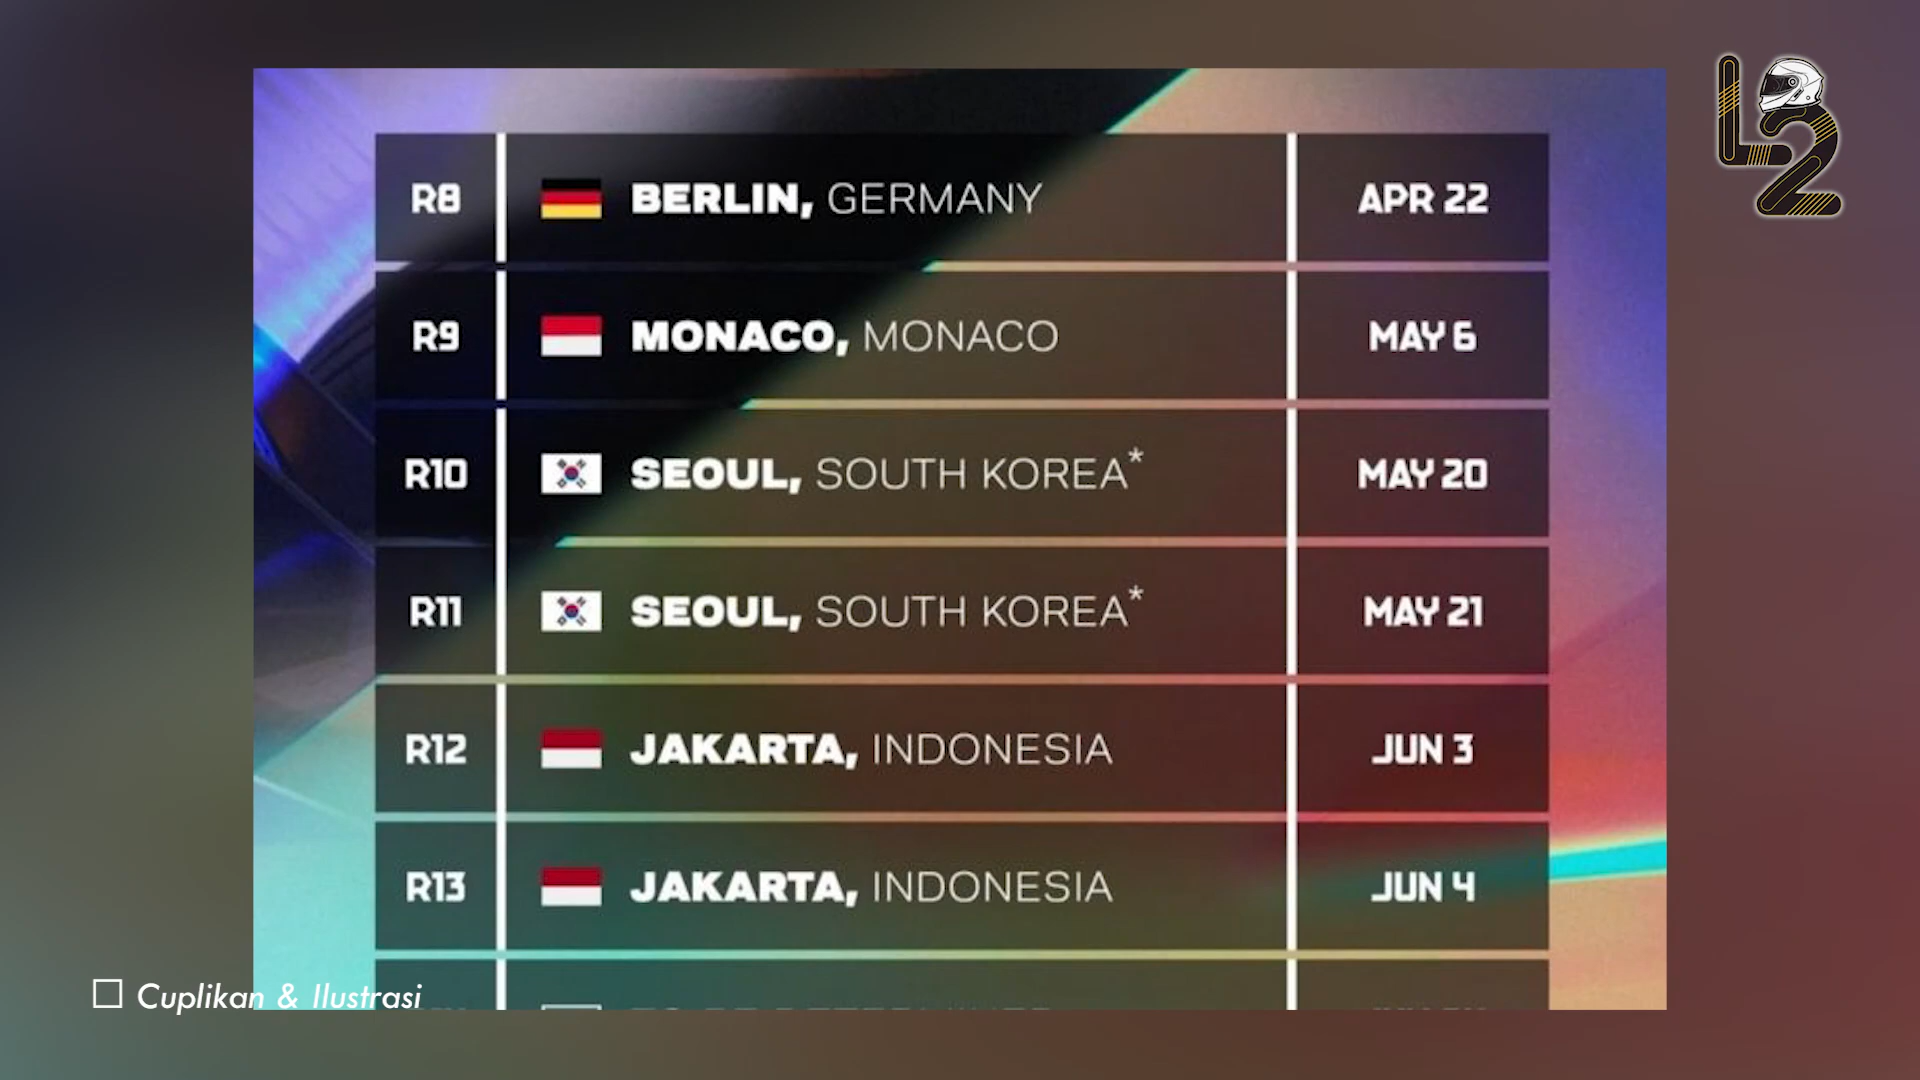 L2
R8 BERLIN, GERMANY APR 22
R9 MONACO, MONACO MAY 6
R10 SEOUL, SOUTH KOREA* MAY 20
R11 SEOUL, SOUTH KOREA* MAY 21
R12 JAKARTA, INDONESIA JUN 3
R13 JAKARTA, INDONESIA JUN 4
Cuplikan & Ilustrasi